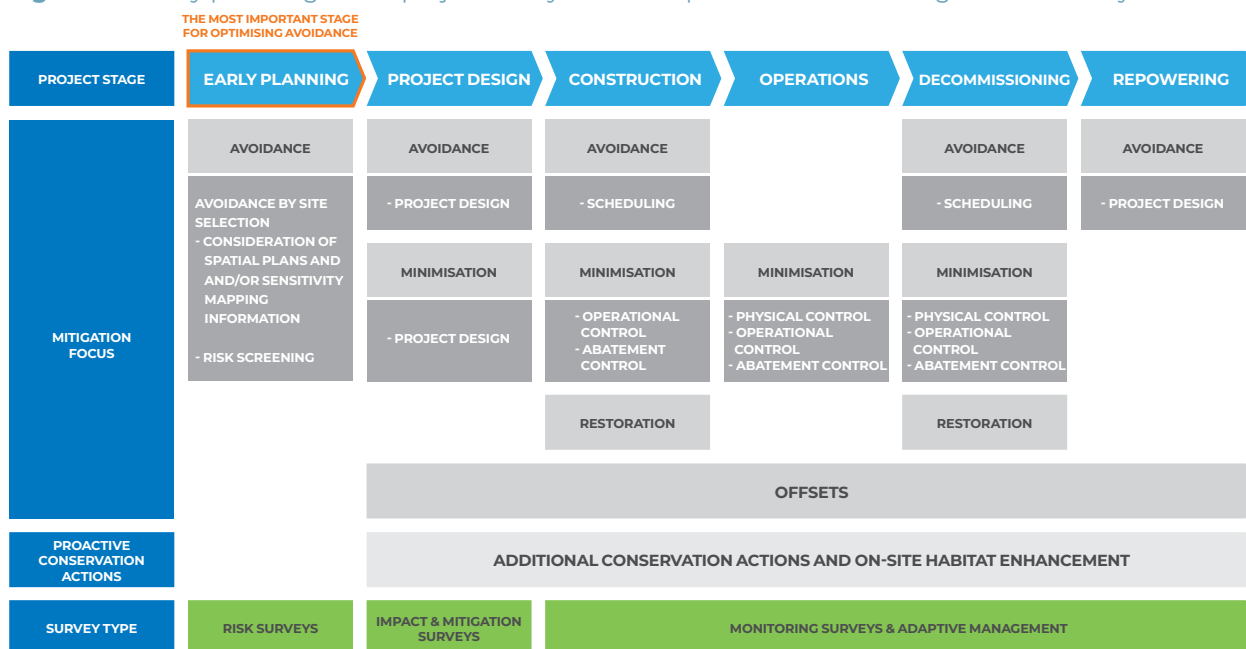 THE MOST IMPORTANT STAGE
FOR OPTIMISING AVOIDANCE
PROJECT STAGE
EARLY PLANNING
PROJECT DESIGN
CONSTRUCTION
OPERATIONS
DECOMMISSIONING
REPOWERING
MITIGATION
FOCUS
AVOIDANCE
AVOIDANCE BY SITE
SELECTION
- CONSIDERATION OF
SPATIAL PLANS AND
AND/OR SENSITIVITY
MAPPING
INFORMATION
- RISK SCREENING
AVOIDANCE
- PROJECT DESIGN
MINIMISATION
- PROJECT DESIGN
AVOIDANCE
- SCHEDULING
MINIMISATION
- OPERATIONAL
CONTROL
- ABATEMENT
CONTROL
RESTORATION
MINIMISATION
- PHYSICAL CONTROL
- OPERATIONAL
CONTROL
- ABATEMENT CONTROL
AVOIDANCE
- SCHEDULING
MINIMISATION
- PHYSICAL CONTROL
- OPERATIONAL
CONTROL
- ABATEMENT CONTROL
RESTORATION
AVOIDANCE
- PROJECT DESIGN
OFFSETS
PROACTIVE
CONSERVATION
ACTIONS
ADDITIONAL CONSERVATION ACTIONS AND ON-SITE HABITAT ENHANCEMENT
SURVEY TYPE
RISK SURVEYS
IMPACT & MITIGATION
SURVEYS
MONITORING SURVEYS & ADAPTIVE MANAGEMENT